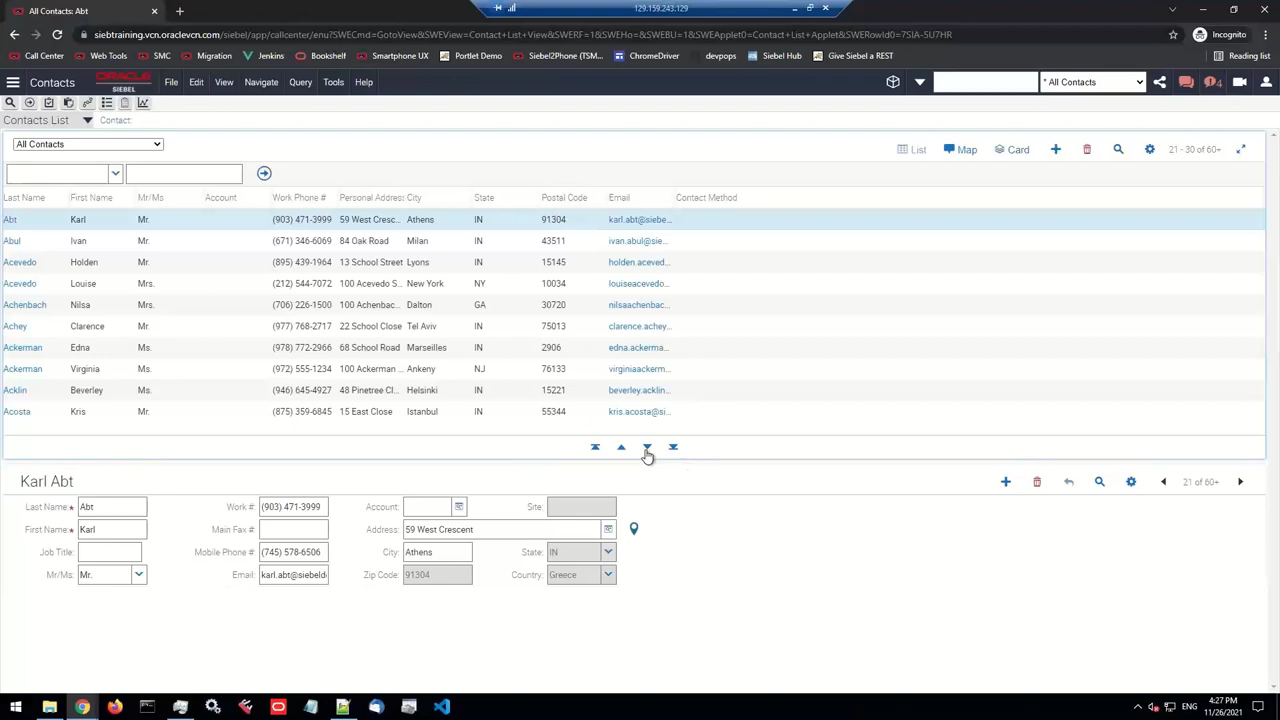 All Contacts: Abt
129.159.243.129
siebtraining.vcn.oraclevcn.com/siebel/app/callcenter/enu?SWECmd=GotoView&SWEView=Contact+List+View&SWERF=1&SWEHo=&SWEBU=1&SWEApplet0=Contact+List+Applet&SWERowId0=7SIA-5U7HR
Incognito
Call Center
Web Tools
SMC
Migration
Jenkins
Bookshelf
Smartphone UX
Portlet Demo
Siebel2Phone (TSM...
ChromeDriver
devpops
Siebel Hub
Give Siebel a REST
Reading list
Contacts
ORACLE
SIEBEL
File Edit View Navigate Query Tools Help
* All Contacts
4
Contacts List
Contact:
All Contacts
List Map Card
21 - 30 of 60+
Last Name First Name Mr/Ms Account Work Phone # Personal Address: City State Postal Code Email Contact Method
Abt Karl Mr. (903) 471-3999 59 West Cresc... Athens IN 91304 karl.abt@siebe...
Abul Ivan Mr. (671) 346-6069 84 Oak Road Milan IN 43511 ivan.abul@sie...
Acevedo Holden Mr. (895) 439-1964 13 School Street Lyons IN 15145 holden.aceved...
Acevedo Louise Mrs. (212) 544-7072 100 Acevedo S... New York NY 10034 louiseacevedo...
Achenbach Nilsa Mrs. (706) 226-1500 100 Achenbac... Dalton GA 30720 nilsaachenbac...
Achey Clarence Mr. (977) 768-2717 22 School Close Tel Aviv IN 75013 clarence.achey...
Ackerman Edna Ms. (978) 772-2966 68 School Road Marseilles IN 2906 edna.ackerma...
Ackerman Virginia Ms. (972) 555-1234 100 Ackerman ... Ankeny NJ 76133 virginiaackerm...
Acklin Beverley Ms. (946) 645-4927 48 Pinetree Cl... Helsinki IN 15221 beverley.acklin...
Acosta Kris Mr. (875) 359-6845 15 East Close Istanbul IN 55344 kris.acosta@si...
Karl Abt
21 of 60+
Last Name:* Abt Work #: (903) 471-3999 Account: Site:
First Name:* Karl Main Fax #: Address: 59 West Crescent
Job Title: Mobile Phone #: (745) 578-6506 City: Athens State: IN
Mr/Ms: Mr. Email: karl.abt@siebeld Zip Code: 91304 Country: Greece
4:27 PM
11/26/2021